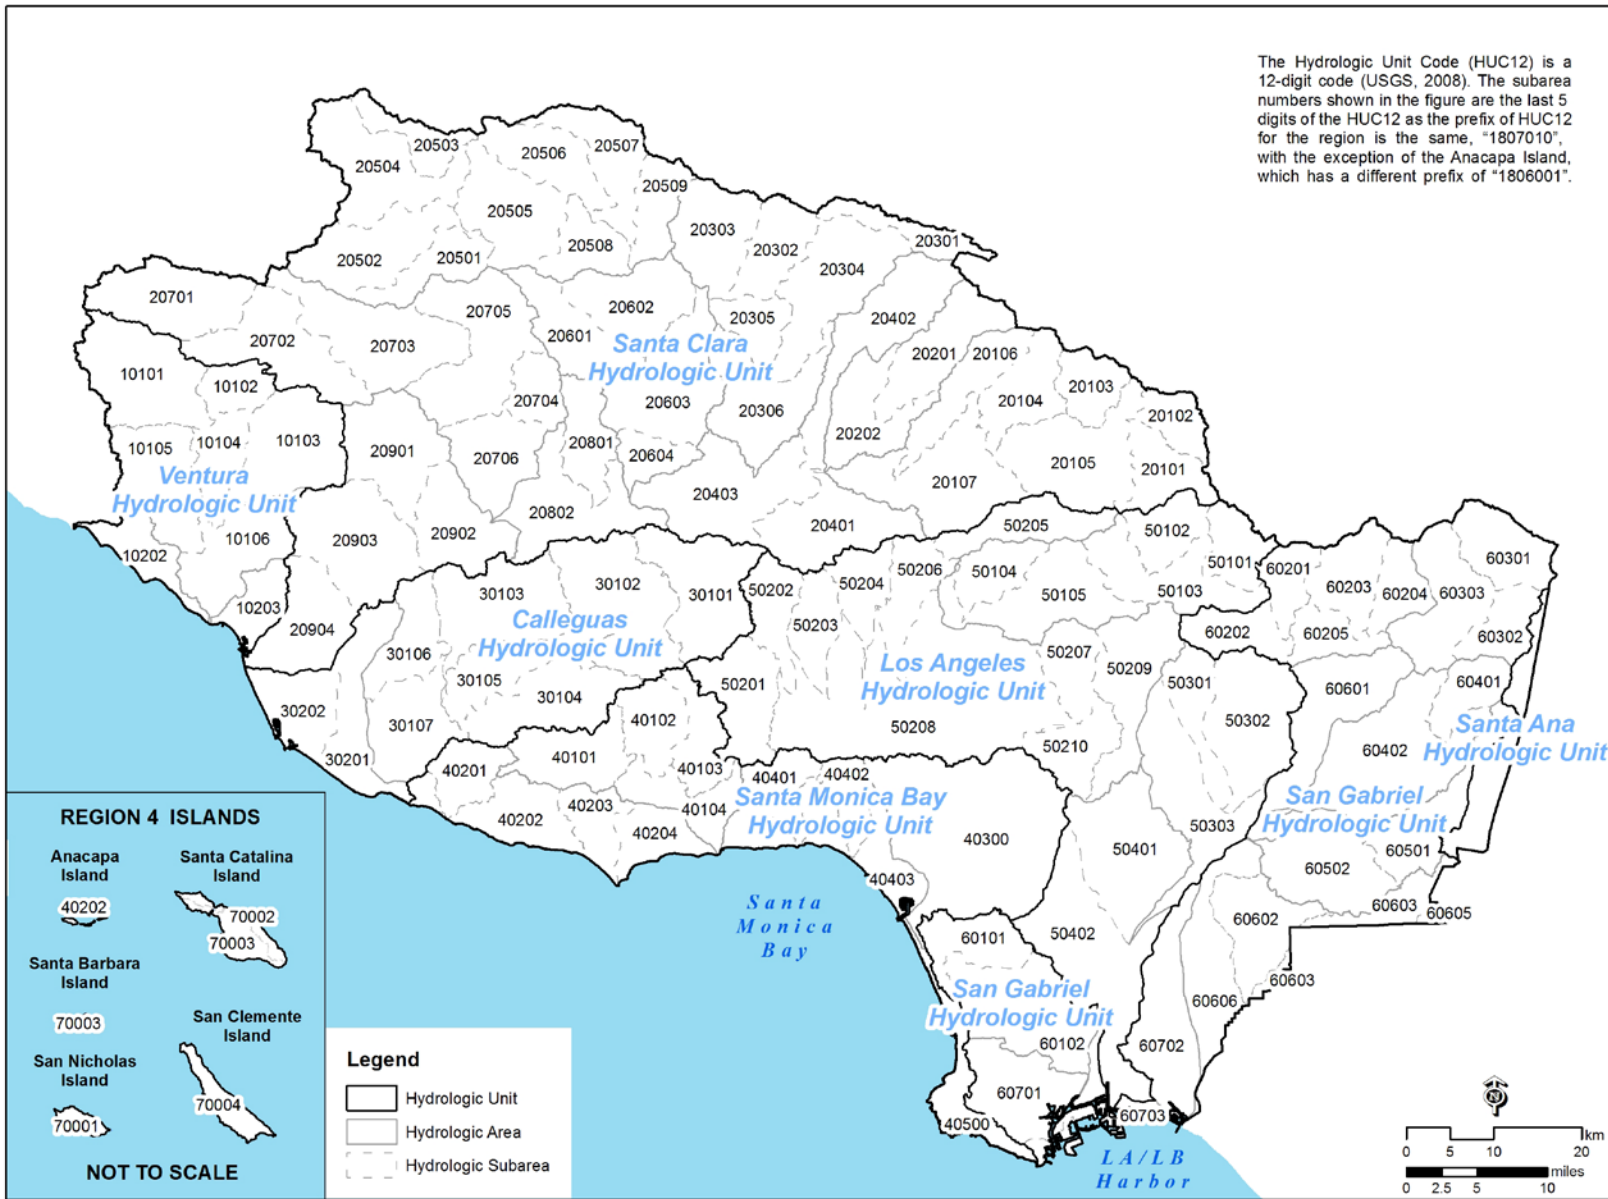 The Hydrologic Unit Code (HUC12) is a
12-digit code (USGS, 2008). The subarea
numbers shown in the figure are the last 5
digits of the HUC12 as the prefix of HUC12
for the region is the same, “1807010”,
with the exception of the Anacapa Island,
which has a different prefix of “1806001”.
20503
20504
20506
20507
20509
20505
20508
20502
20501
20303
20302
20301
20304
20701
20705
20602
20305
20402
20601
20702
20703
Santa Clara
Hydrologic Unit
20201
20106
10101
10102
20103
20704
20603
20306
20104
20102
10105
10104
10103
20901
20801
20604
20202
20706
20105
20101
Ventura
Hydrologic Unit
20403
20107
20802
20401
50205
50102
10202
10106
20903
20902
50101
60301
30103
30102
30101
50202
50204
50206
50104
50105
50103
60201
60203
60204
60303
10203
20904
Calleguas
Hydrologic Unit
50203
60202
60205
60302
30106
50207
50209
Los Angeles
Hydrologic Unit
30105
30104
50201
50301
60601
60401
30202
30107
40102
50208
50302
Santa Ana
Hydrologic Unit
50210
60402
30201
40201
40101
40103
40401
40402
Santa Monica Bay
Hydrologic Unit
San Gabriel
Hydrologic Unit
40202
40203
40104
40204
40300
50303
50401
60501
60502
40403
60603
60605
60602
Santa
Monica
Bay
60101
50402
60603
San Gabriel
Hydrologic Unit
60606
60102
60702
60701
60703
40500
LA/LB
Harbor
REGION 4 ISLANDS
Anacapa
Island
40202
Santa Catalina
Island
70002
70003
Santa Barbara
Island
70003
San Clemente
Island
70004
San Nicholas
Island
70001
NOT TO SCALE
Legend
Hydrologic Unit
Hydrologic Area
Hydrologic Subarea
N
km
0 5 10 20
miles
0 2.5 5 10